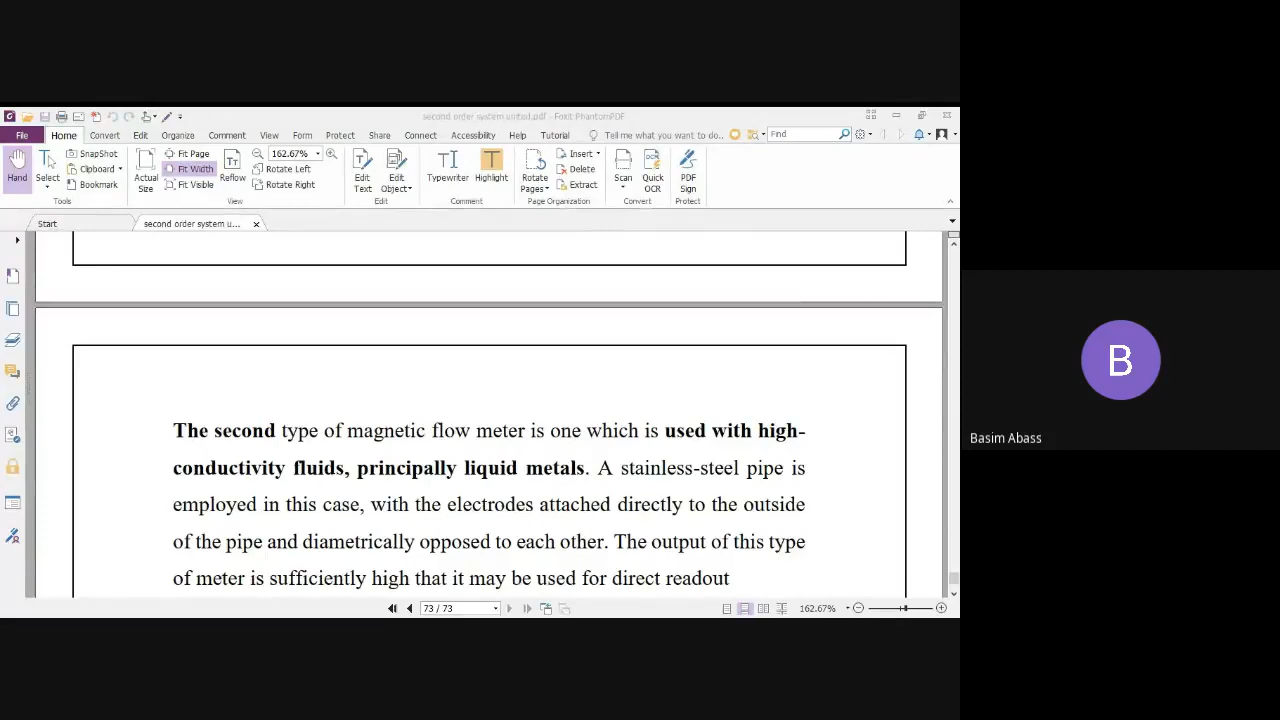 second order system united.pdf - Foxit PhantomPDF
File Home Convert Edit Organize Comment View Form Protect Share Connect Accessibility Help Tutorial Tell me what you want to do.. Find
Hand
Select
SnapShot
Clipboard
Bookmark
Tools
Actual Size
Fit Page
Fit Width
Fit Visible
Reflow
162.67%
Rotate Left
Rotate Right
View
Edit Text
Edit Object
Edit
Typewriter
Highlight
Comment
Rotate Pages
Insert
Delete
Extract
Page Organization
Scan
Quick OCR
Convert
PDF Sign
Protect
Start
second order system u...
The second type of magnetic flow meter is one which is used with high-
conductivity fluids, principally liquid metals. A stainless-steel pipe is
employed in this case, with the electrodes attached directly to the outside
of the pipe and diametrically opposed to each other. The output of this type
of meter is sufficiently high that it may be used for direct readout
73 / 73
162.67%
B
Basim Abass